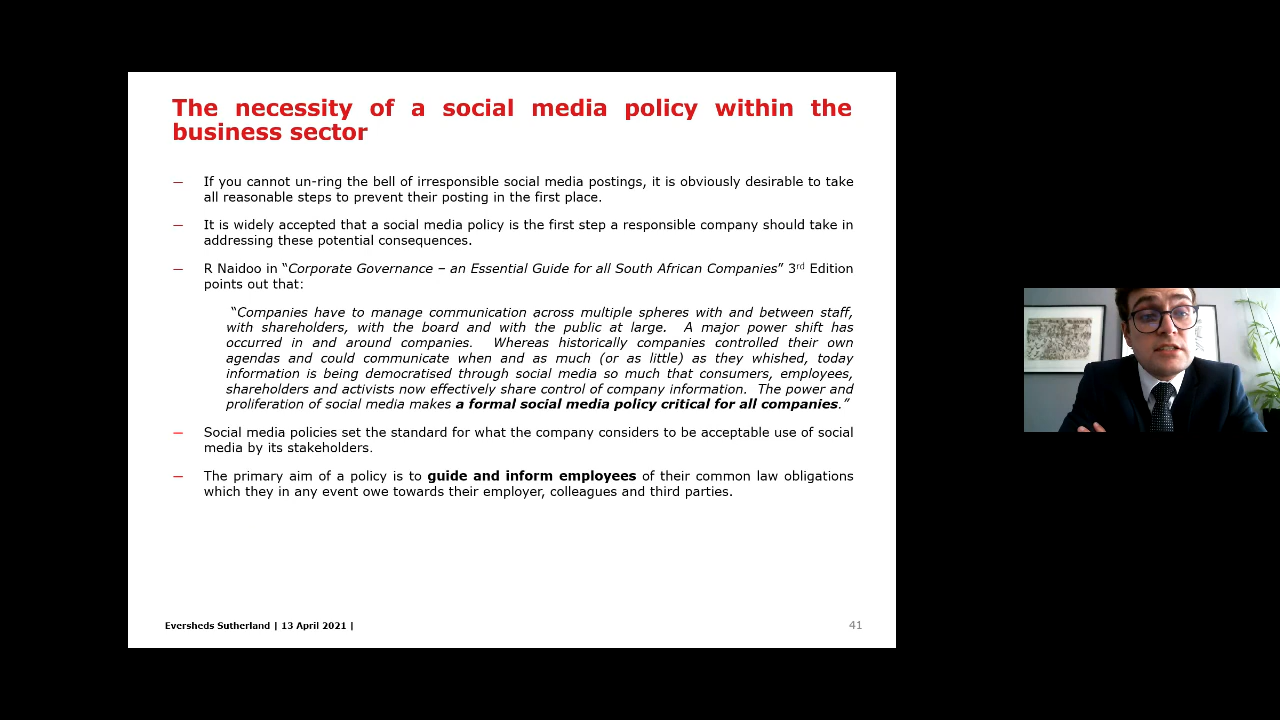 The necessity of a social media policy within the
business sector
— If you cannot un-ring the bell of irresponsible social media postings, it is obviously desirable to take
all reasonable steps to prevent their posting in the first place.
— It is widely accepted that a social media policy is the first step a responsible company should take in
addressing these potential consequences.
— R Naidoo in “Corporate Governance – an Essential Guide for all South African Companies” 3rd Edition
points out that:
“Companies have to manage communication across multiple spheres with and between staff,
with shareholders, with the board and with the public at large. A major power shift has
occurred in and around companies. Whereas historically companies controlled their own
agendas and could communicate when and as much (or as little) as they whished, today
information is being democratised through social media so much that consumers, employees,
shareholders and activists now effectively share control of company information. The power and
proliferation of social media makes a formal social media policy critical for all companies.”
— Social media policies set the standard for what the company considers to be acceptable use of social
media by its stakeholders.
— The primary aim of a policy is to guide and inform employees of their common law obligations
which they in any event owe towards their employer, colleagues and third parties.
Eversheds Sutherland | 13 April 2021 |
41